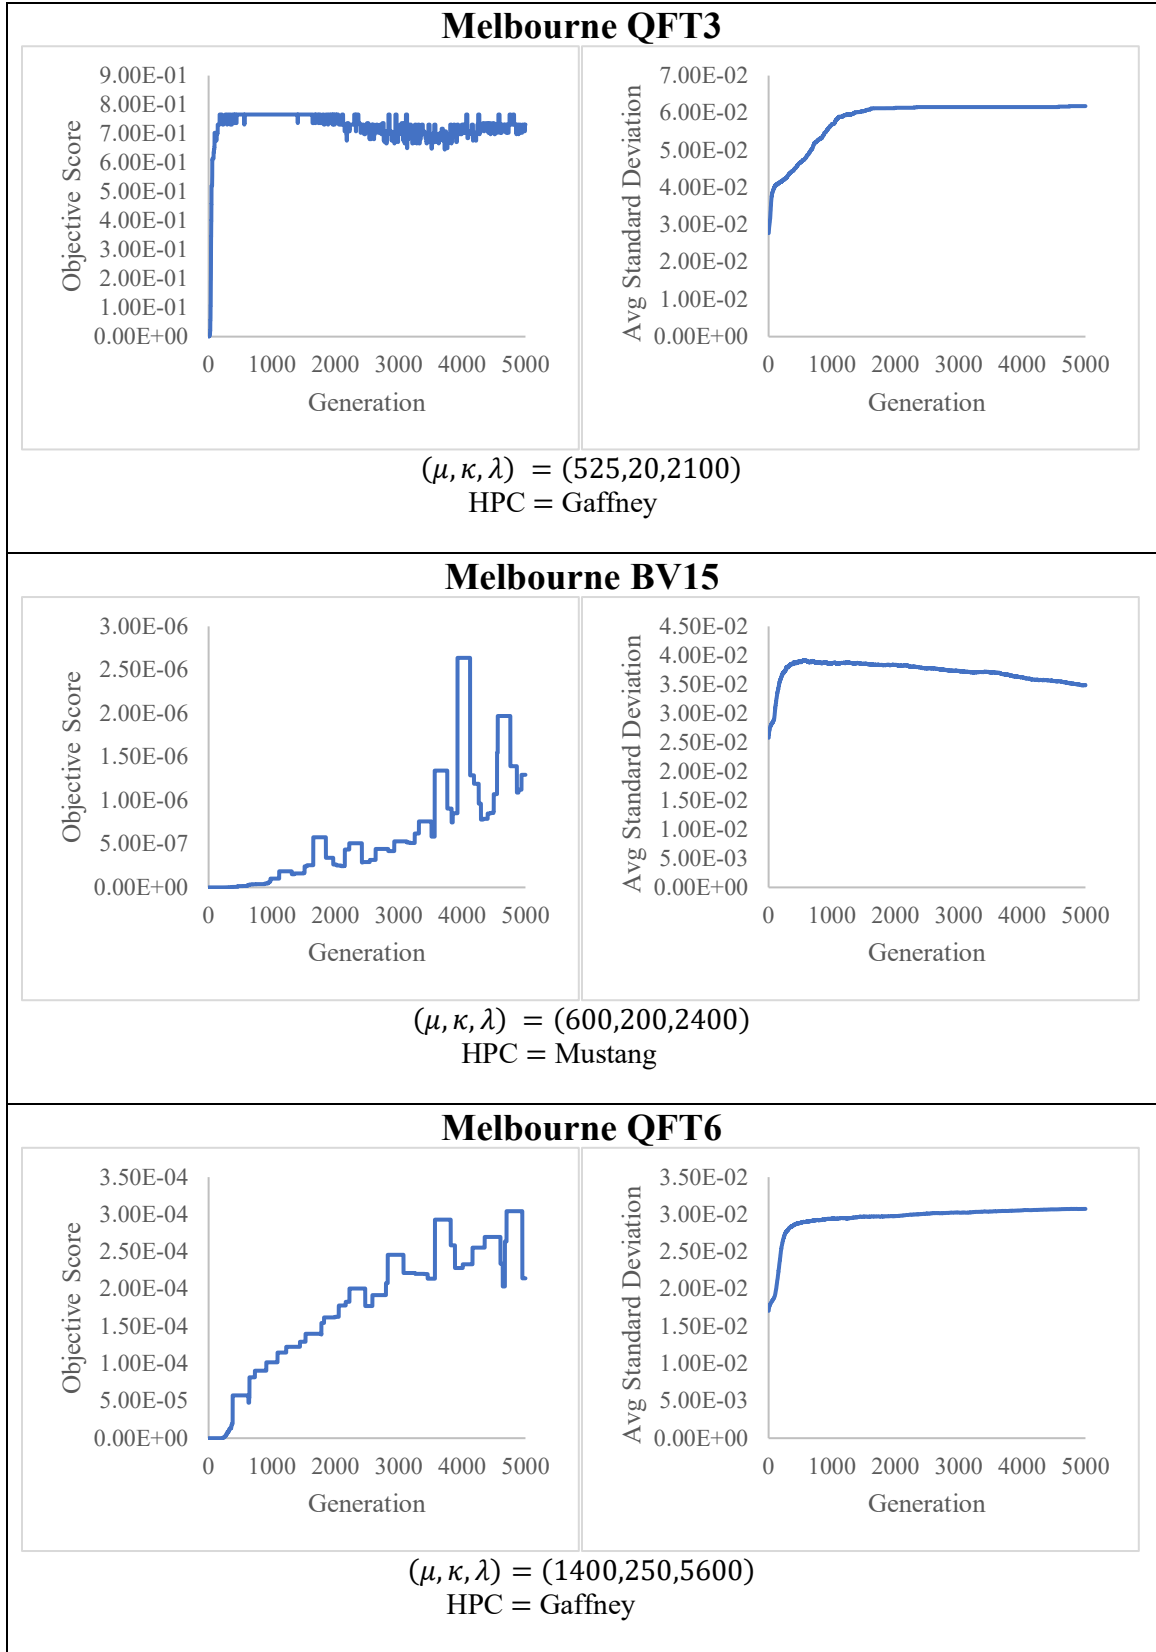 Melbourne QFT3
9.00E-01
8.00E-01
7.00E-01
6.00E-01
5.00E-01
4.00E-01
3.00E-01
2.00E-01
1.00E-01
0.00E+00
Objective Score
0 1000 2000 3000 4000 5000
Generation
7.00E-02
6.00E-02
5.00E-02
4.00E-02
3.00E-02
2.00E-02
1.00E-02
0.00E+00
Avg Standard Deviation
0 1000 2000 3000 4000 5000
Generation
(𝜇, 𝜅, 𝜆) = (525,20,2100)
HPC = Gaffney
Melbourne BV15
3.00E-06
2.50E-06
2.00E-06
1.50E-06
1.00E-06
5.00E-07
0.00E+00
Objective Score
0 1000 2000 3000 4000 5000
Generation
4.50E-02
4.00E-02
3.50E-02
3.00E-02
2.50E-02
2.00E-02
1.50E-02
1.00E-02
5.00E-03
0.00E+00
Avg Standard Deviation
0 1000 2000 3000 4000 5000
Generation
(𝜇, 𝜅, 𝜆) = (600,200,2400)
HPC = Mustang
Melbourne QFT6
3.50E-04
3.00E-04
2.50E-04
2.00E-04
1.50E-04
1.00E-04
5.00E-05
0.00E+00
Objective Score
0 1000 2000 3000 4000 5000
Generation
3.50E-02
3.00E-02
2.50E-02
2.00E-02
1.50E-02
1.00E-02
5.00E-03
0.00E+00
Avg Standard Deviation
0 1000 2000 3000 4000 5000
Generation
(𝜇, 𝜅, 𝜆) = (1400,250,5600)
HPC = Gaffney